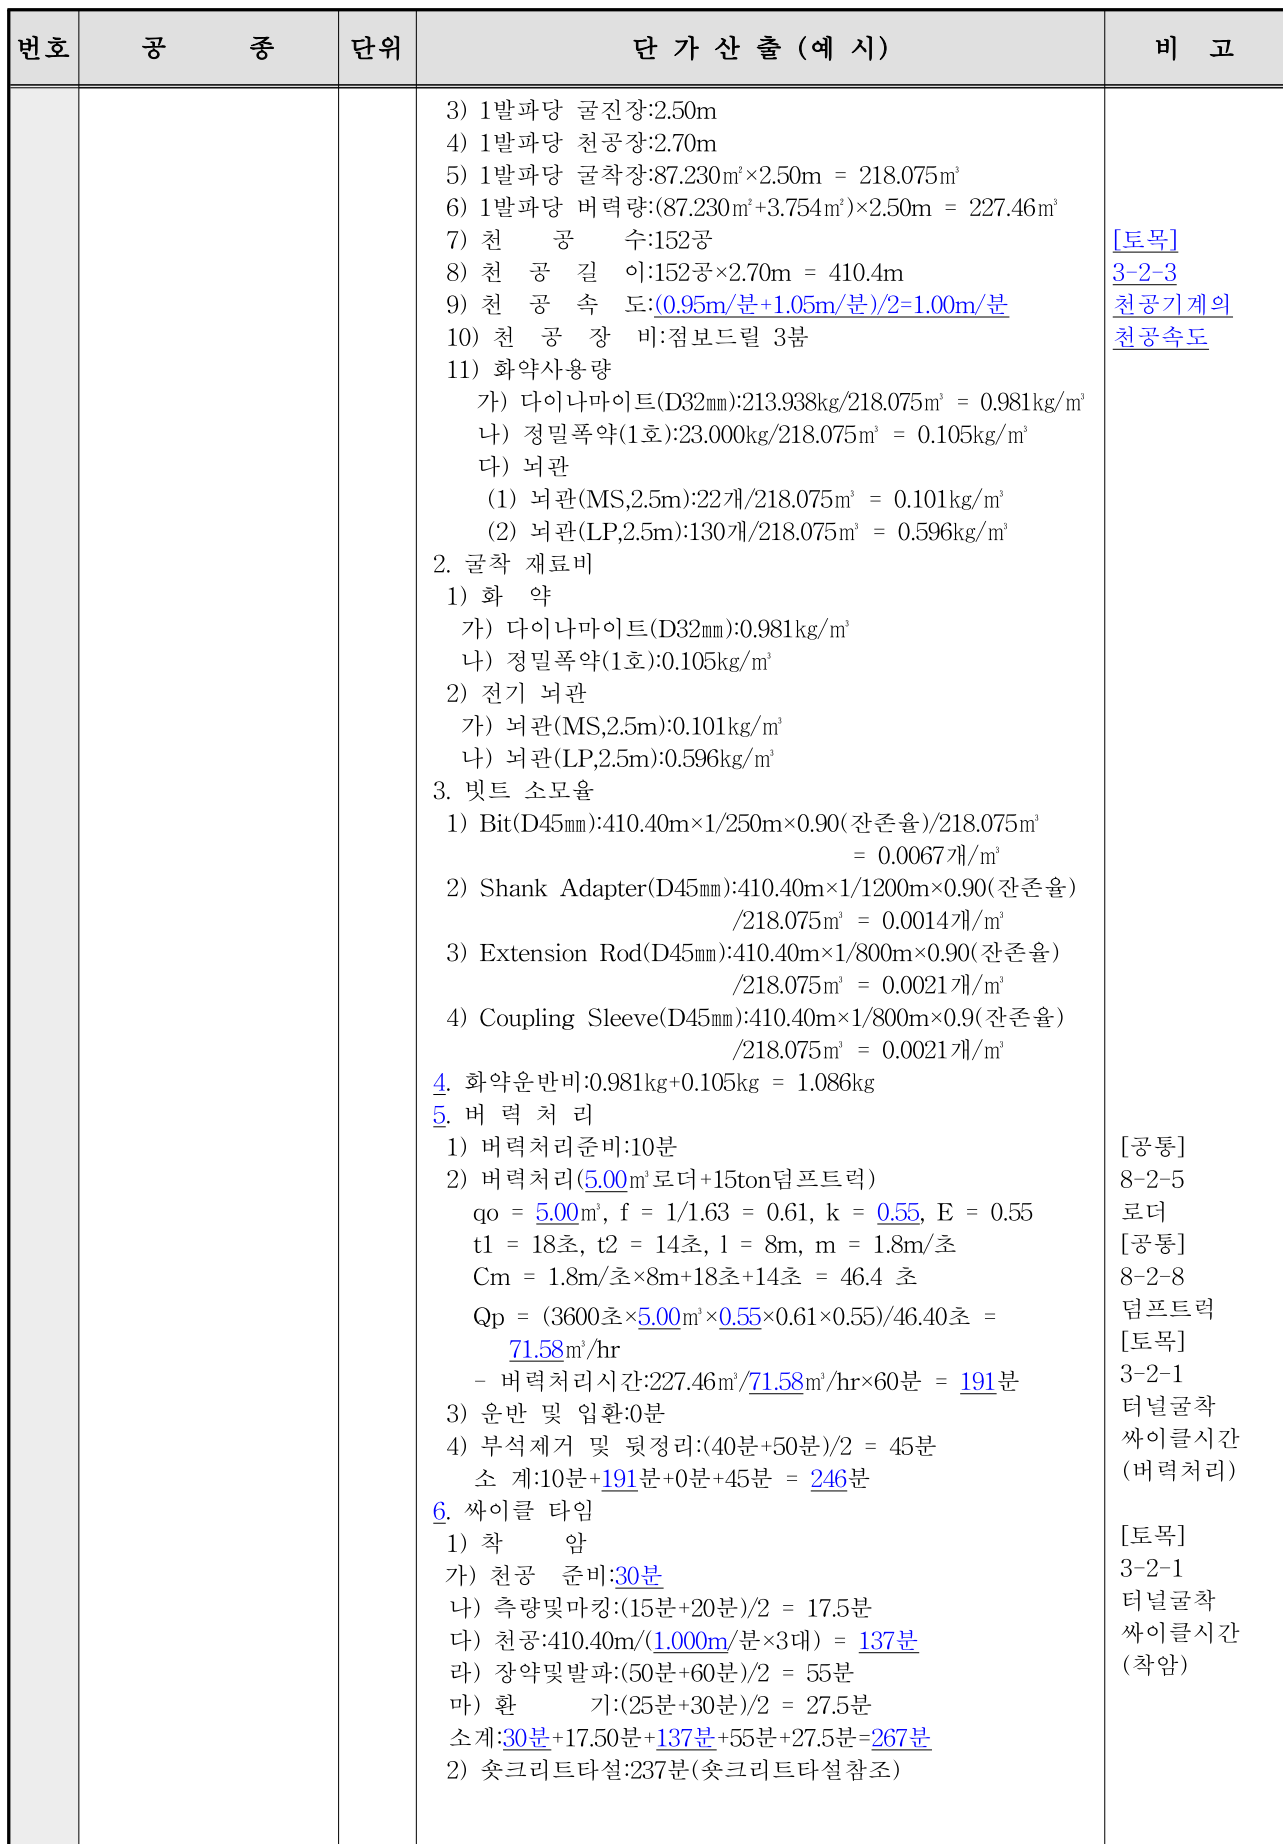 번호 공 종 단위 단 가 산 출 (예 시) 비 고
3) 1발파당 굴진장:2.50m
4) 1발파당 천공장:2.70m
5) 1발파당 굴착장:87.230㎡×2.50m = 218.075㎥
6) 1발파당 버력량:(87.230㎡+3.754㎡)×2.50m = 227.46㎥
7) 천 공 수:152공
8) 천 공 길 이:152공×2.70m = 410.4m
9) 천 공 속 도:(0.95m/분+1.05m/분)/2=1.00m/분
10) 천 공 장 비:점보드릴 3붐
[토목]
3-2-3
천공기계의
천공속도
11) 화약사용량
가) 다이나마이트(D32㎜):213.938kg/218.075㎥ = 0.981kg/㎥
나) 정밀폭약(1호):23.000kg/218.075㎥ = 0.105kg/㎥
다) 뇌관
(1) 뇌관(MS,2.5m):22개/218.075㎥ = 0.101kg/㎥
(2) 뇌관(LP,2.5m):130개/218.075㎥ = 0.596kg/㎥
2. 굴착 재료비
1) 화 약
가) 다이나마이트(D32㎜):0.981kg/㎥
나) 정밀폭약(1호):0.105kg/㎥
2) 전기 뇌관
가) 뇌관(MS,2.5m):0.101kg/㎥
나) 뇌관(LP,2.5m):0.596kg/㎥
3. 빗트 소모율
1) Bit(D45㎜):410.40m×1/250m×0.90(잔존율)/218.075㎥
= 0.0067개/㎥
2) Shank Adapter(D45㎜):410.40m×1/1200m×0.90(잔존율)
/218.075㎥ = 0.0014개/㎥
3) Extension Rod(D45㎜):410.40m×1/800m×0.90(잔존율)
/218.075㎥ = 0.0021개/㎥
4) Coupling Sleeve(D45㎜):410.40m×1/800m×0.9(잔존율)
/218.075㎥ = 0.0021개/㎥
4. 화약운반비:0.981kg+0.105kg = 1.086kg
5. 버 력 처 리
1) 버력처리준비:10분
2) 버력처리(5.00㎥로더+15ton덤프트럭)
qo = 5.00㎥, f = 1/1.63 = 0.61, k = 0.55, E = 0.55
t1 = 18초, t2 = 14초, l = 8m, m = 1.8m/초
Cm = 1.8m/초×8m+18초+14초 = 46.4 초
Qp = (3600초×5.00㎥×0.55×0.61×0.55)/46.40초 =
71.58㎥/hr
- 버력처리시간:227.46㎥/71.58㎥/hr×60분 = 191분
3) 운반 및 입환:0분
4) 부석제거 및 뒷정리:(40분+50분)/2 = 45분
소 계:10분+191분+0분+45분 = 246분
[공통]
8-2-5
로더
[공통]
8-2-8
덤프트럭
[토목]
3-2-1
터널굴착
싸이클시간
(버력처리)
6. 싸이클 타임
1) 착 암
가) 천공 준비:30분
나) 측량및마킹:(15분+20분)/2 = 17.5분
다) 천공:410.40m/(1.000m/분×3대) = 137분
라) 장약및발파:(50분+60분)/2 = 55분
마) 환 기:(25분+30분)/2 = 27.5분
소계:30분+17.50분+137분+55분+27.5분=267분
2) 숏크리트타설:237분(숏크리트타설참조)
[토목]
3-2-1
터널굴착
싸이클시간
(착암)